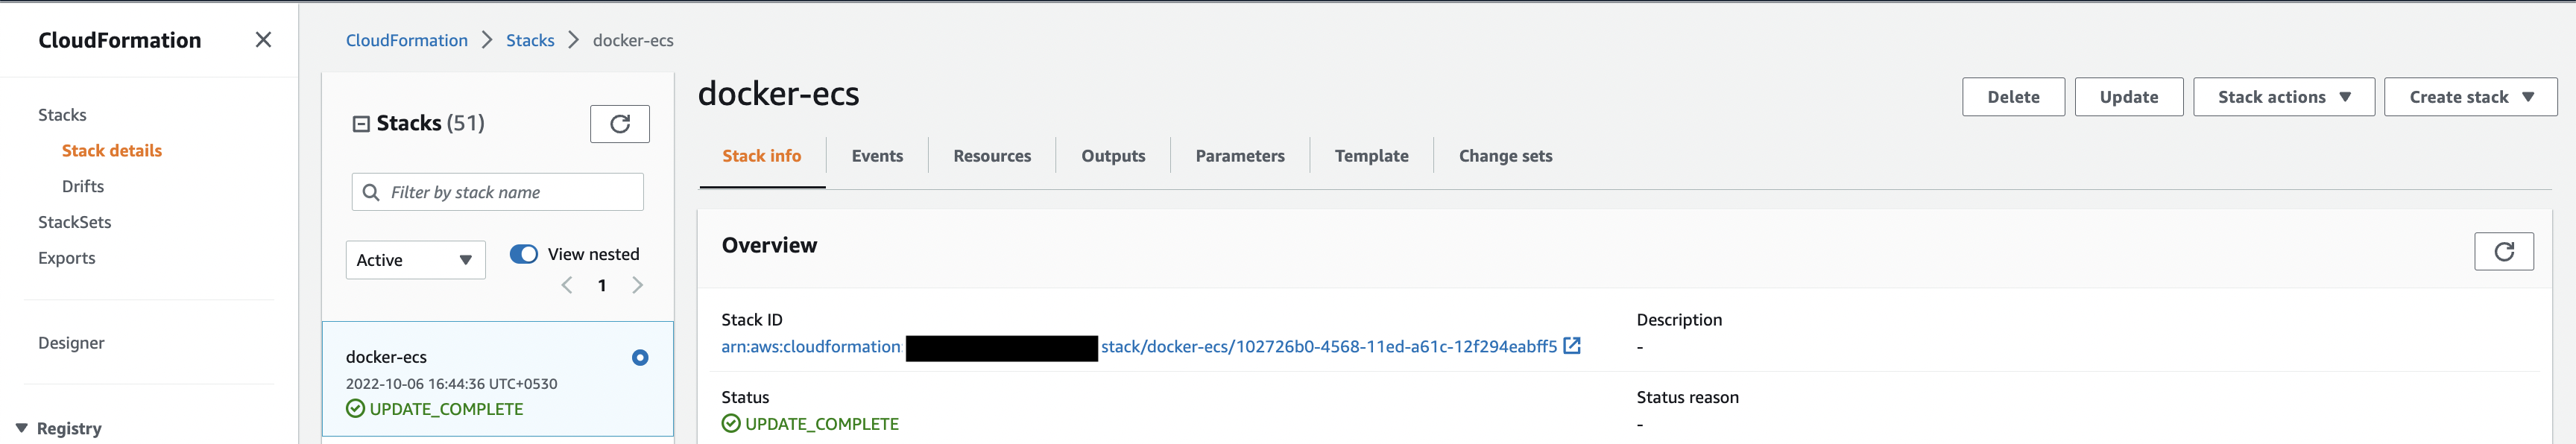 CloudFormation
Stacks
Stack details
Drifts
StackSets
Exports
Designer
Registry
CloudFormation > Stacks > docker-ecs
Stacks (51)
Filter by stack name
Active
View nested
1
docker-ecs
2022-10-06 16:44:36 UTC+0530
UPDATE_COMPLETE
docker-ecs
Delete Update Stack actions Create stack
Stack info Events Resources Outputs Parameters Template Change sets
Overview
Stack ID
arn:aws:cloudformation: stack/docker-ecs/102726b0-4568-11ed-a61c-12f294eabff5
Description
-
Status
UPDATE_COMPLETE
Status reason
-